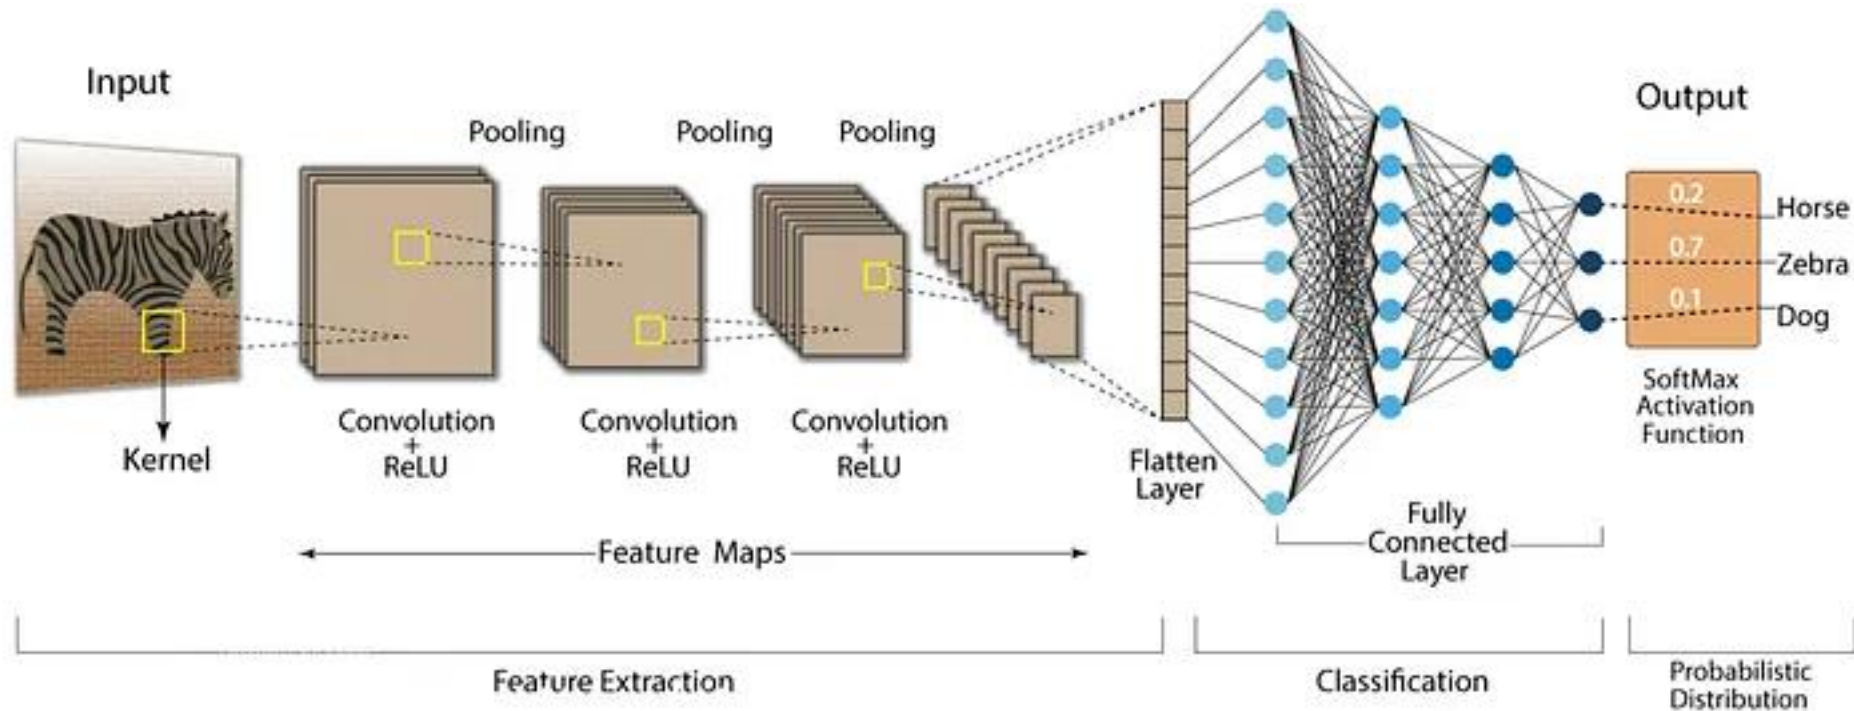 Input
Output
Pooling
Pooling
Pooling
0.2
Horse
0.7
Zebra
0.1
Dog
Kernel
Convolution
+
ReLU
Convolution
+
ReLU
Convolution
+
ReLU
Flatten
Layer
SoftMax
Activation
Function
Feature Maps
Fully
Connected
Layer
Feature Extraction
Classification
Probabilistic
Distribution